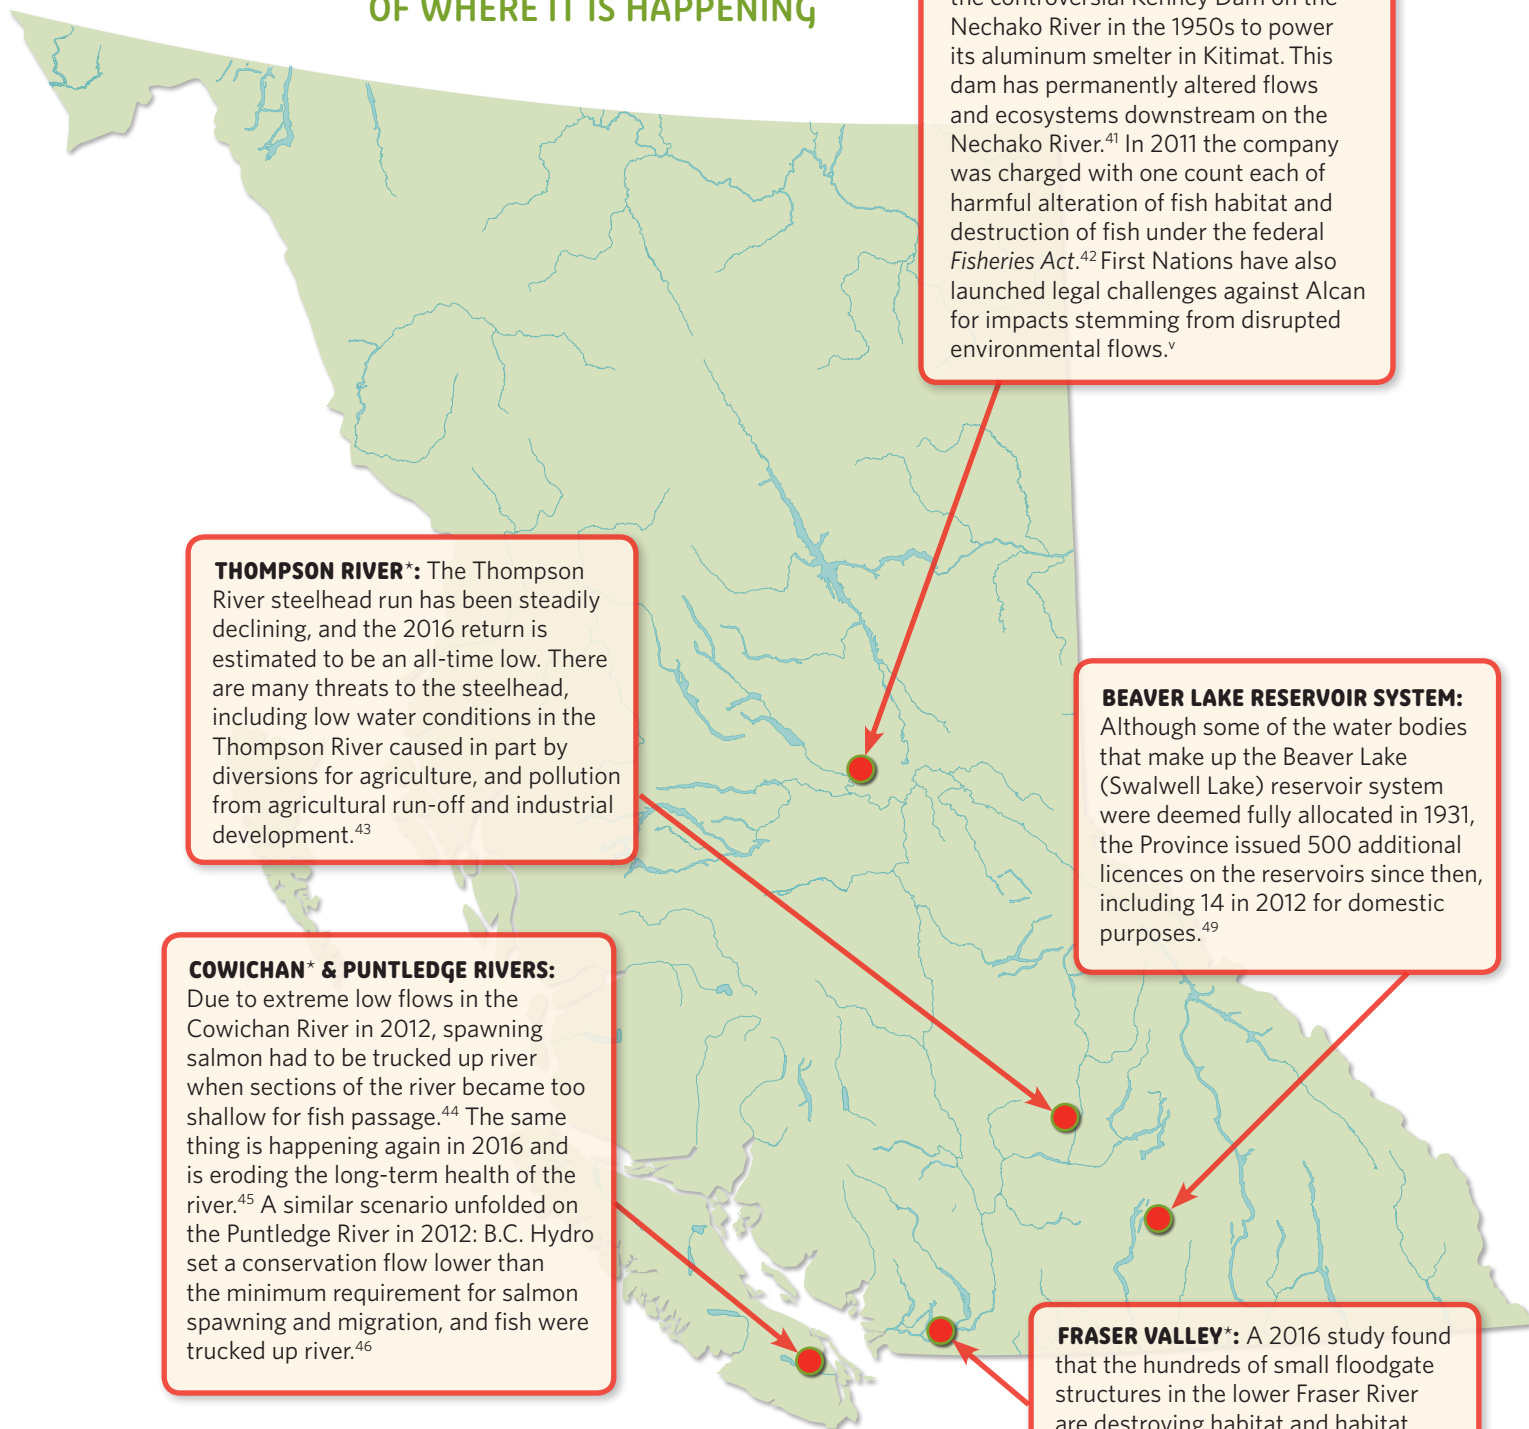 OF WHERE IT IS HAPPENING
the controversial Kenney Dam on the
Nechako River in the 1950s to power
its aluminum smelter in Kitimat. This
dam has permanently altered flows
and ecosystems downstream on the
Nechako River.41 In 2011 the company
was charged with one count each of
harmful alteration of fish habitat and
destruction of fish under the federal
Fisheries Act.42 First Nations have also
launched legal challenges against Alcan
for impacts stemming from disrupted
environmental flows.v
THOMPSON RIVER*: The Thompson
River steelhead run has been steadily
declining, and the 2016 return is
estimated to be an all-time low. There
are many threats to the steelhead,
including low water conditions in the
Thompson River caused in part by
diversions for agriculture, and pollution
from agricultural run-off and industrial
development.43
BEAVER LAKE RESERVOIR SYSTEM:
Although some of the water bodies
that make up the Beaver Lake
(Swalwell Lake) reservoir system
were deemed fully allocated in 1931,
the Province issued 500 additional
licences on the reservoirs since then,
including 14 in 2012 for domestic
purposes.49
COWICHAN* & PUNTLEDGE RIVERS:
Due to extreme low flows in the
Cowichan River in 2012, spawning
salmon had to be trucked up river
when sections of the river became too
shallow for fish passage.44 The same
thing is happening again in 2016 and
is eroding the long-term health of the
river.45 A similar scenario unfolded on
the Puntledge River in 2012: B.C. Hydro
set a conservation flow lower than
the minimum requirement for salmon
spawning and migration, and fish were
trucked up river.46
FRASER VALLEY*: A 2016 study found
that the hundreds of small floodgate
structures in the lower Fraser River
are destroying habitat and habitat